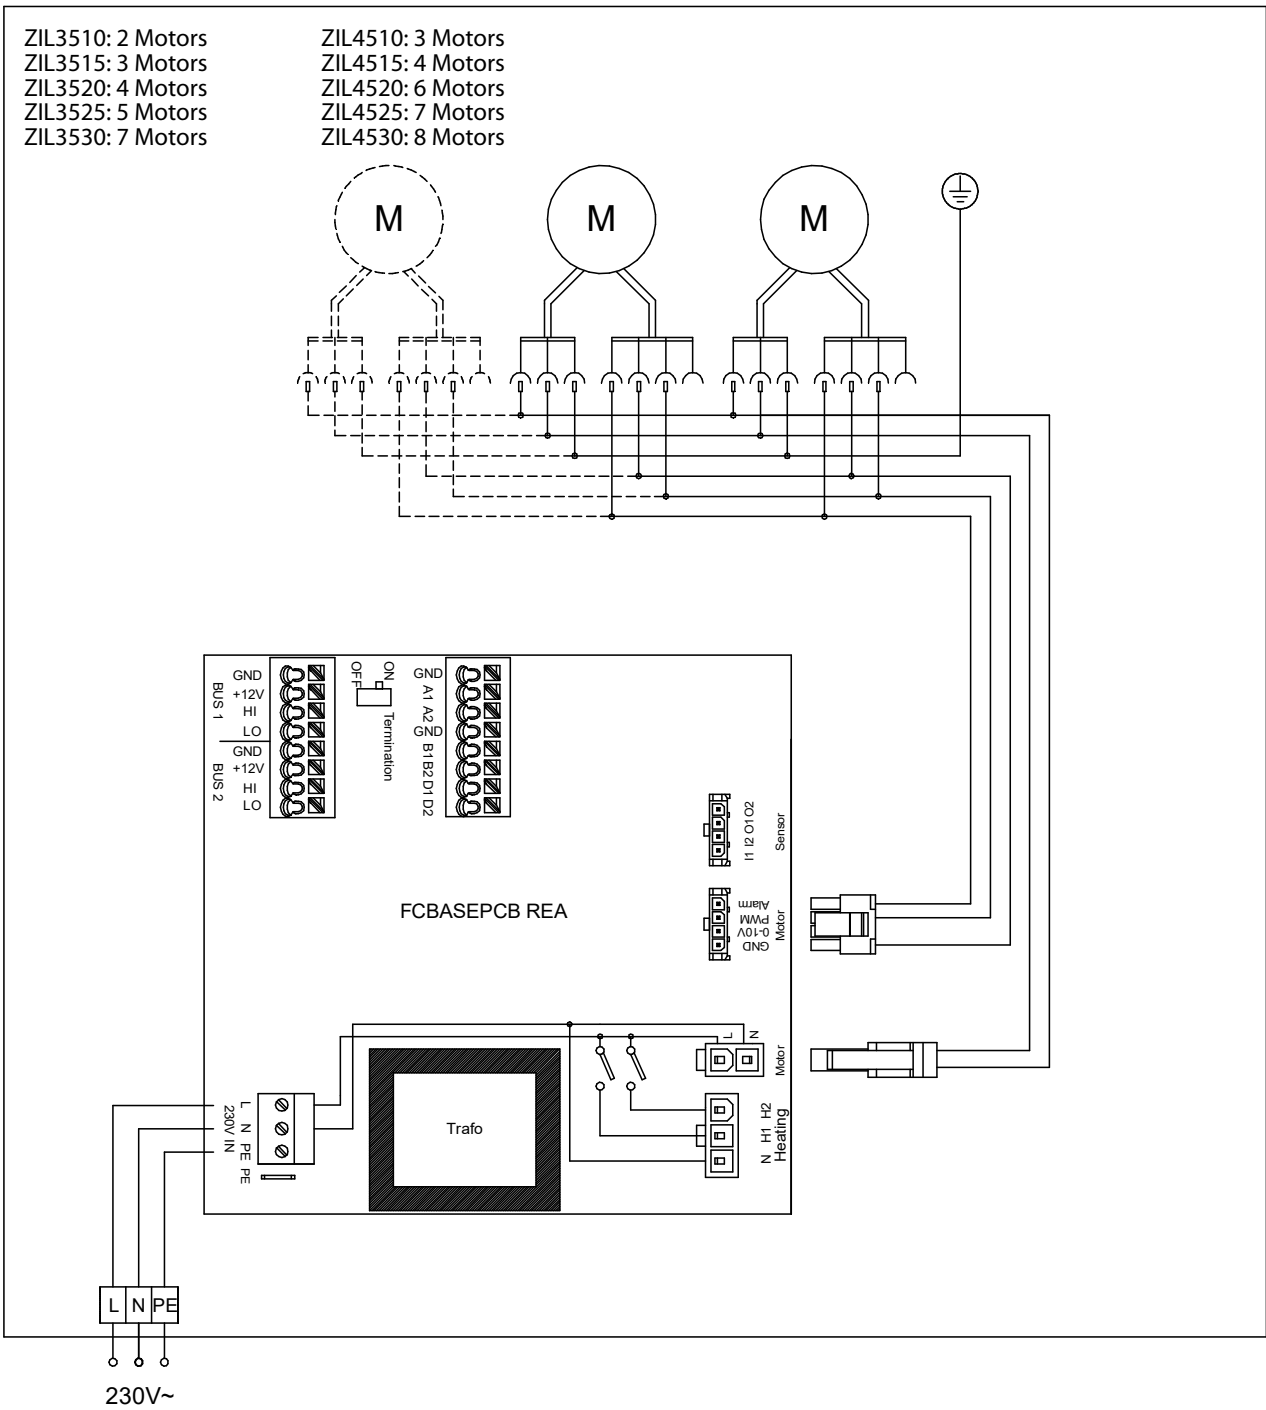 ZIL3510: 2 Motors
ZIL3515: 3 Motors
ZIL3520: 4 Motors
ZIL3525: 5 Motors
ZIL3530: 7 Motors
ZIL4510: 3 Motors
ZIL4515: 4 Motors
ZIL4520: 6 Motors
ZIL4525: 7 Motors
ZIL4530: 8 Motors
M
M
M
BUS 1
GND
+12V
HI
LO
BUS 2
GND
+12V
HI
LO
OFF
ON
Termination
GND
A1
A2
GND
B1
B2
D1
D2
I1 I2 O1 O2
Sensor
FCBASEPCB REA
Alarm
PWM
0-10V
GND
Motor
L
N
Motor
H2
H1
N
Heating
Trafo
230V IN
L
N
PE
PE
L
N
PE
230V~